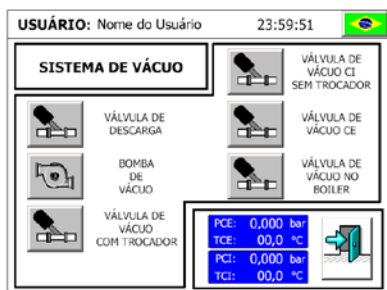 USUÁRIO: Nome do Usuário 23:59:51
SISTEMA DE VÁCUO
VÁLVULA DE
DESCARGA
BOMBA
DE
VÁCUO
VÁLVULA DE
VÁCUO
COM TROCADOR
VÁLVULA DE
VÁCUO CI
SEM TROCADOR
VÁLVULA DE
VÁCUO CE
VÁLVULA DE
VÁCUO NO
BOILER
PCE: 0,000 bar
TCE: 00,0 °C
PCI: 0,000 bar
TCI: 00,0 °C